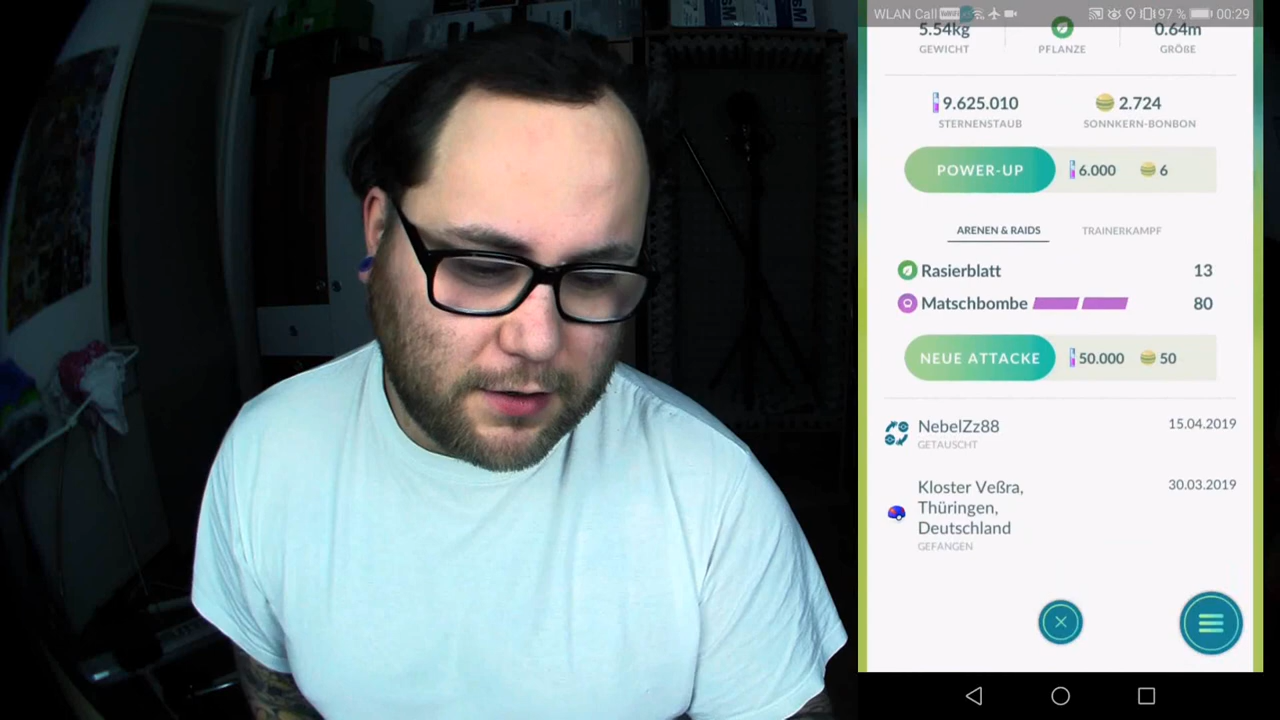 WLAN Call
97 %
00:29
5.54kg
GEWICHT
PFLANZE
0.64m
GRÖßE
9.625.010
STERNENSTAUB
2.724
SONNKERN-BONBON
POWER-UP
6.000
6
ARENEN & RAIDS
TRAINERKAMPF
Rasierblatt
13
Matschbombe
80
NEUE ATTACKE
50.000
50
NebelZz88
15.04.2019
GETAUSCHT
Kloster Veßra,
30.03.2019
Thüringen,
Deutschland
GEFANGEN